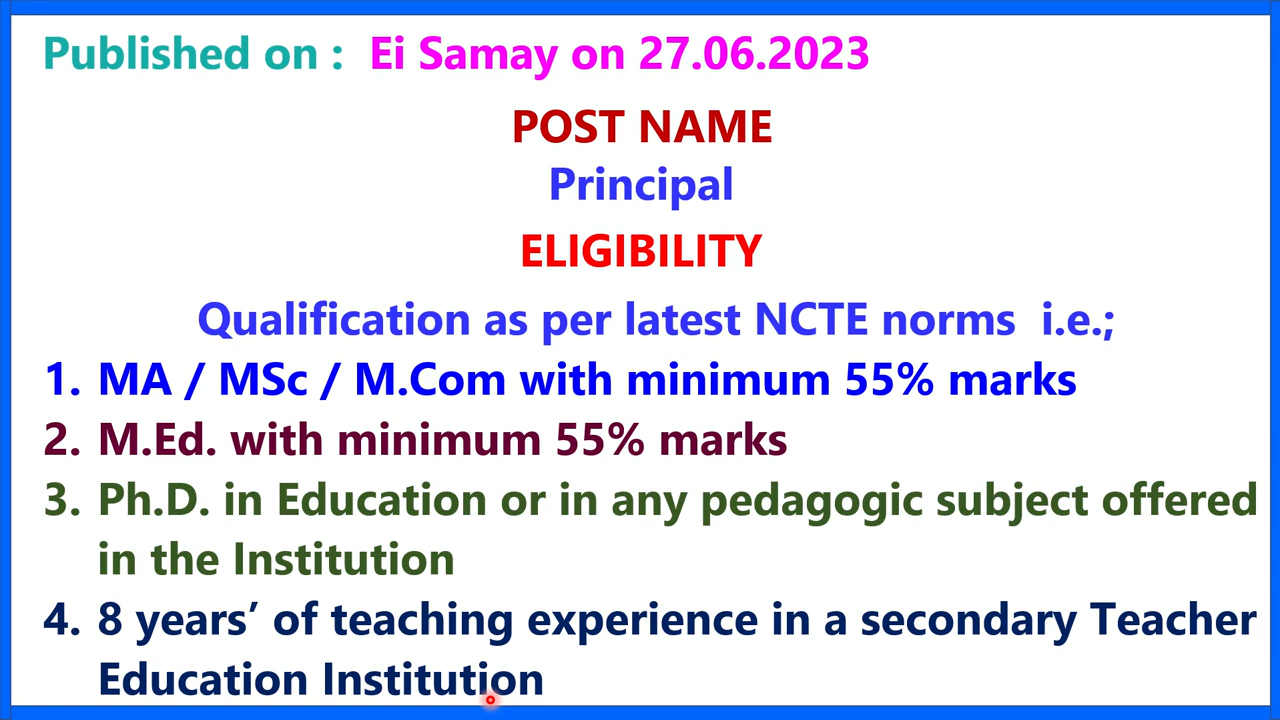 Published on :  Ei Samay on 27.06.2023
POST NAME
Principal
ELIGIBILITY
Qualification as per latest NCTE norms  i.e.;
1. MA / MSc / M.Com with minimum 55% marks
2. M.Ed. with minimum 55% marks
3. Ph.D. in Education or in any pedagogic subject offered
in the Institution
4. 8 years’ of teaching experience in a secondary Teacher
Education Institution